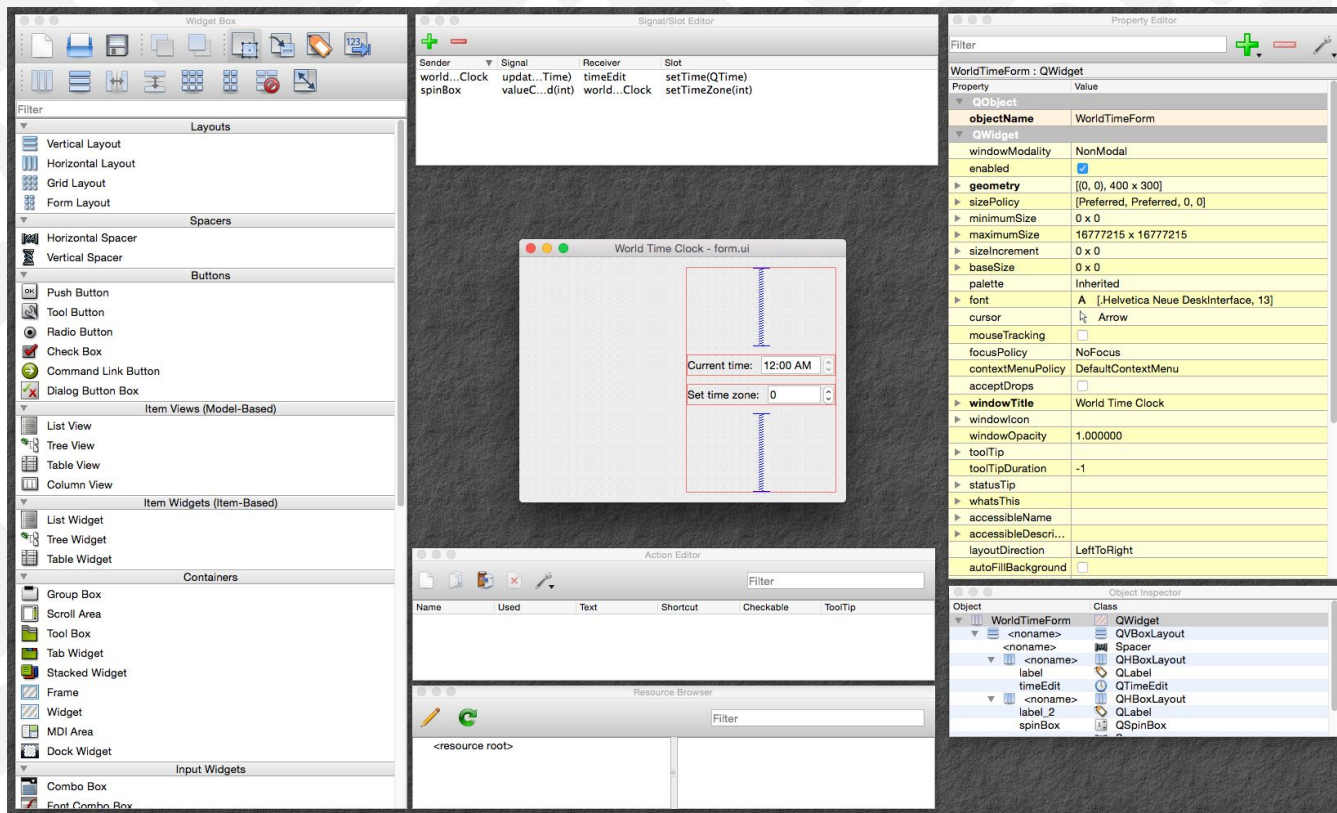 Widget Box
123
Filter
Layouts
Vertical Layout
Horizontal Layout
Grid Layout
Form Layout
Spacers
Horizontal Spacer
Vertical Spacer
Buttons
OK Push Button
Tool Button
Radio Button
Check Box
Command Link Button
Dialog Button Box
Item Views (Model-Based)
List View
Tree View
Table View
Column View
Item Widgets (Item-Based)
List Widget
Tree Widget
Table Widget
Containers
Group Box
Scroll Area
Tool Box
Tab Widget
Stacked Widget
Frame
Widget
MDI Area
Dock Widget
Input Widgets
Combo Box
Font Combo Box
Signal/Slot Editor
Sender Signal Receiver Slot
world...Clock updat...Time) timeEdit setTime(QTime)
spinBox valueC...d(int) world...Clock setTimeZone(int)
World Time Clock - form.ui
Current time: 12:00 AM
Set time zone: 0
Action Editor
Filter
Name Used Text Shortcut Checkable ToolTip
Resource Browser
Filter
<resource root>
Property Editor
Filter
WorldTimeForm : QWidget
Property Value
QObject
objectName WorldTimeForm
QWidget
windowModality NonModal
enabled
geometry [(0, 0), 400 x 300]
sizePolicy [Preferred, Preferred, 0, 0]
minimumSize 0 x 0
maximumSize 16777215 x 16777215
sizeIncrement 0 x 0
baseSize 0 x 0
palette Inherited
font A [.Helvetica Neue DeskInterface, 13]
cursor Arrow
mouseTracking
focusPolicy NoFocus
contextMenuPolicy DefaultContextMenu
acceptDrops
windowTitle World Time Clock
windowIcon
windowOpacity 1.000000
toolTip
toolTipDuration -1
statusTip
whatsThis
accessibleName
accessibleDescri...
layoutDirection LeftToRight
autoFillBackground
Object Inspector
Object Class
WorldTimeForm QWidget
<noname> QVBoxLayout
<noname> Spacer
<noname> QHBoxLayout
label QLabel
timeEdit QTimeEdit
<noname> QHBoxLayout
label_2 QLabel
spinBox QSpinBox